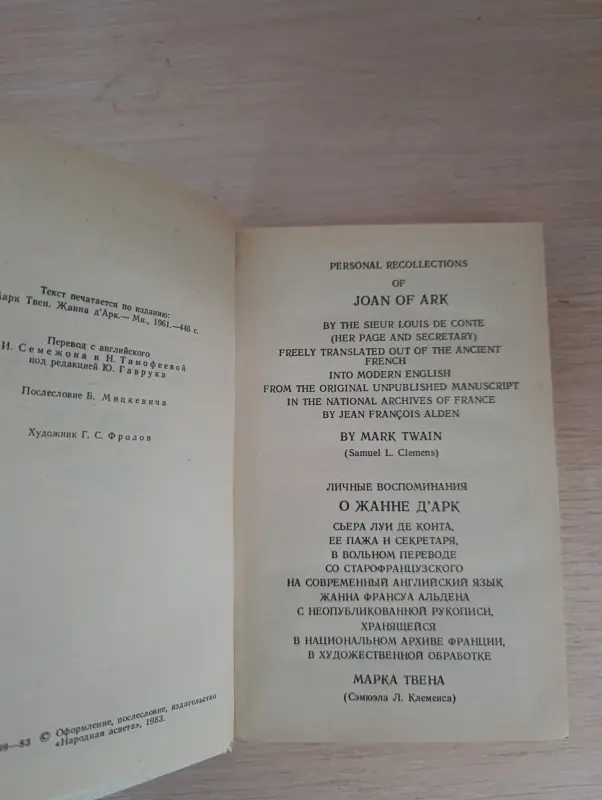 Текст печатается по изданию:
Марк Твен. Жанна д'Арк.— Мн., 1961.—446 с.
Перевод с английского
И. Семежона и Н. Тимофеевой
под редакцией Ю. Гаврука
Послесловие Б. Мицкевича
Художник Г. С. Фролов
—83 © Оформление, послесловие, издательство
«Народная асвета», 1983.
PERSONAL RECOLLECTIONS
OF
JOAN OF ARK
BY THE SIEUR LOUIS DE CONTE
(HER PAGE AND SECRETARY)
FREELY TRANSLATED OUT OF THE ANCIENT
FRENCH
INTO MODERN ENGLISH
FROM THE ORIGINAL UNPUBLISHED MANUSCRIPT
IN THE NATIONAL ARCHIVES OF FRANCE
BY JEAN FRANÇOIS ALDEN
BY MARK TWAIN
(Samuel L. Clemens)
ЛИЧНЫЕ ВОСПОМИНАНИЯ
О ЖАННЕ Д'АРК
СЬЕРА ЛУИ ДЕ КОНТА,
ЕЕ ПАЖА И СЕКРЕТАРЯ,
В ВОЛЬНОМ ПЕРЕВОДЕ
СО СТАРОФРАНЦУЗСКОГО
НА СОВРЕМЕННЫЙ АНГЛИЙСКИЙ ЯЗЫК
ЖАННА ФРАНСУА АЛЬДЕНА
С НЕОПУБЛИКОВАННОЙ РУКОПИСИ,
ХРАНЯЩЕЙСЯ
В НАЦИОНАЛЬНОМ АРХИВЕ ФРАНЦИИ,
В ХУДОЖЕСТВЕННОЙ ОБРАБОТКЕ
МАРКА ТВЕНА
(Сэмюэла Л. Клеменса)